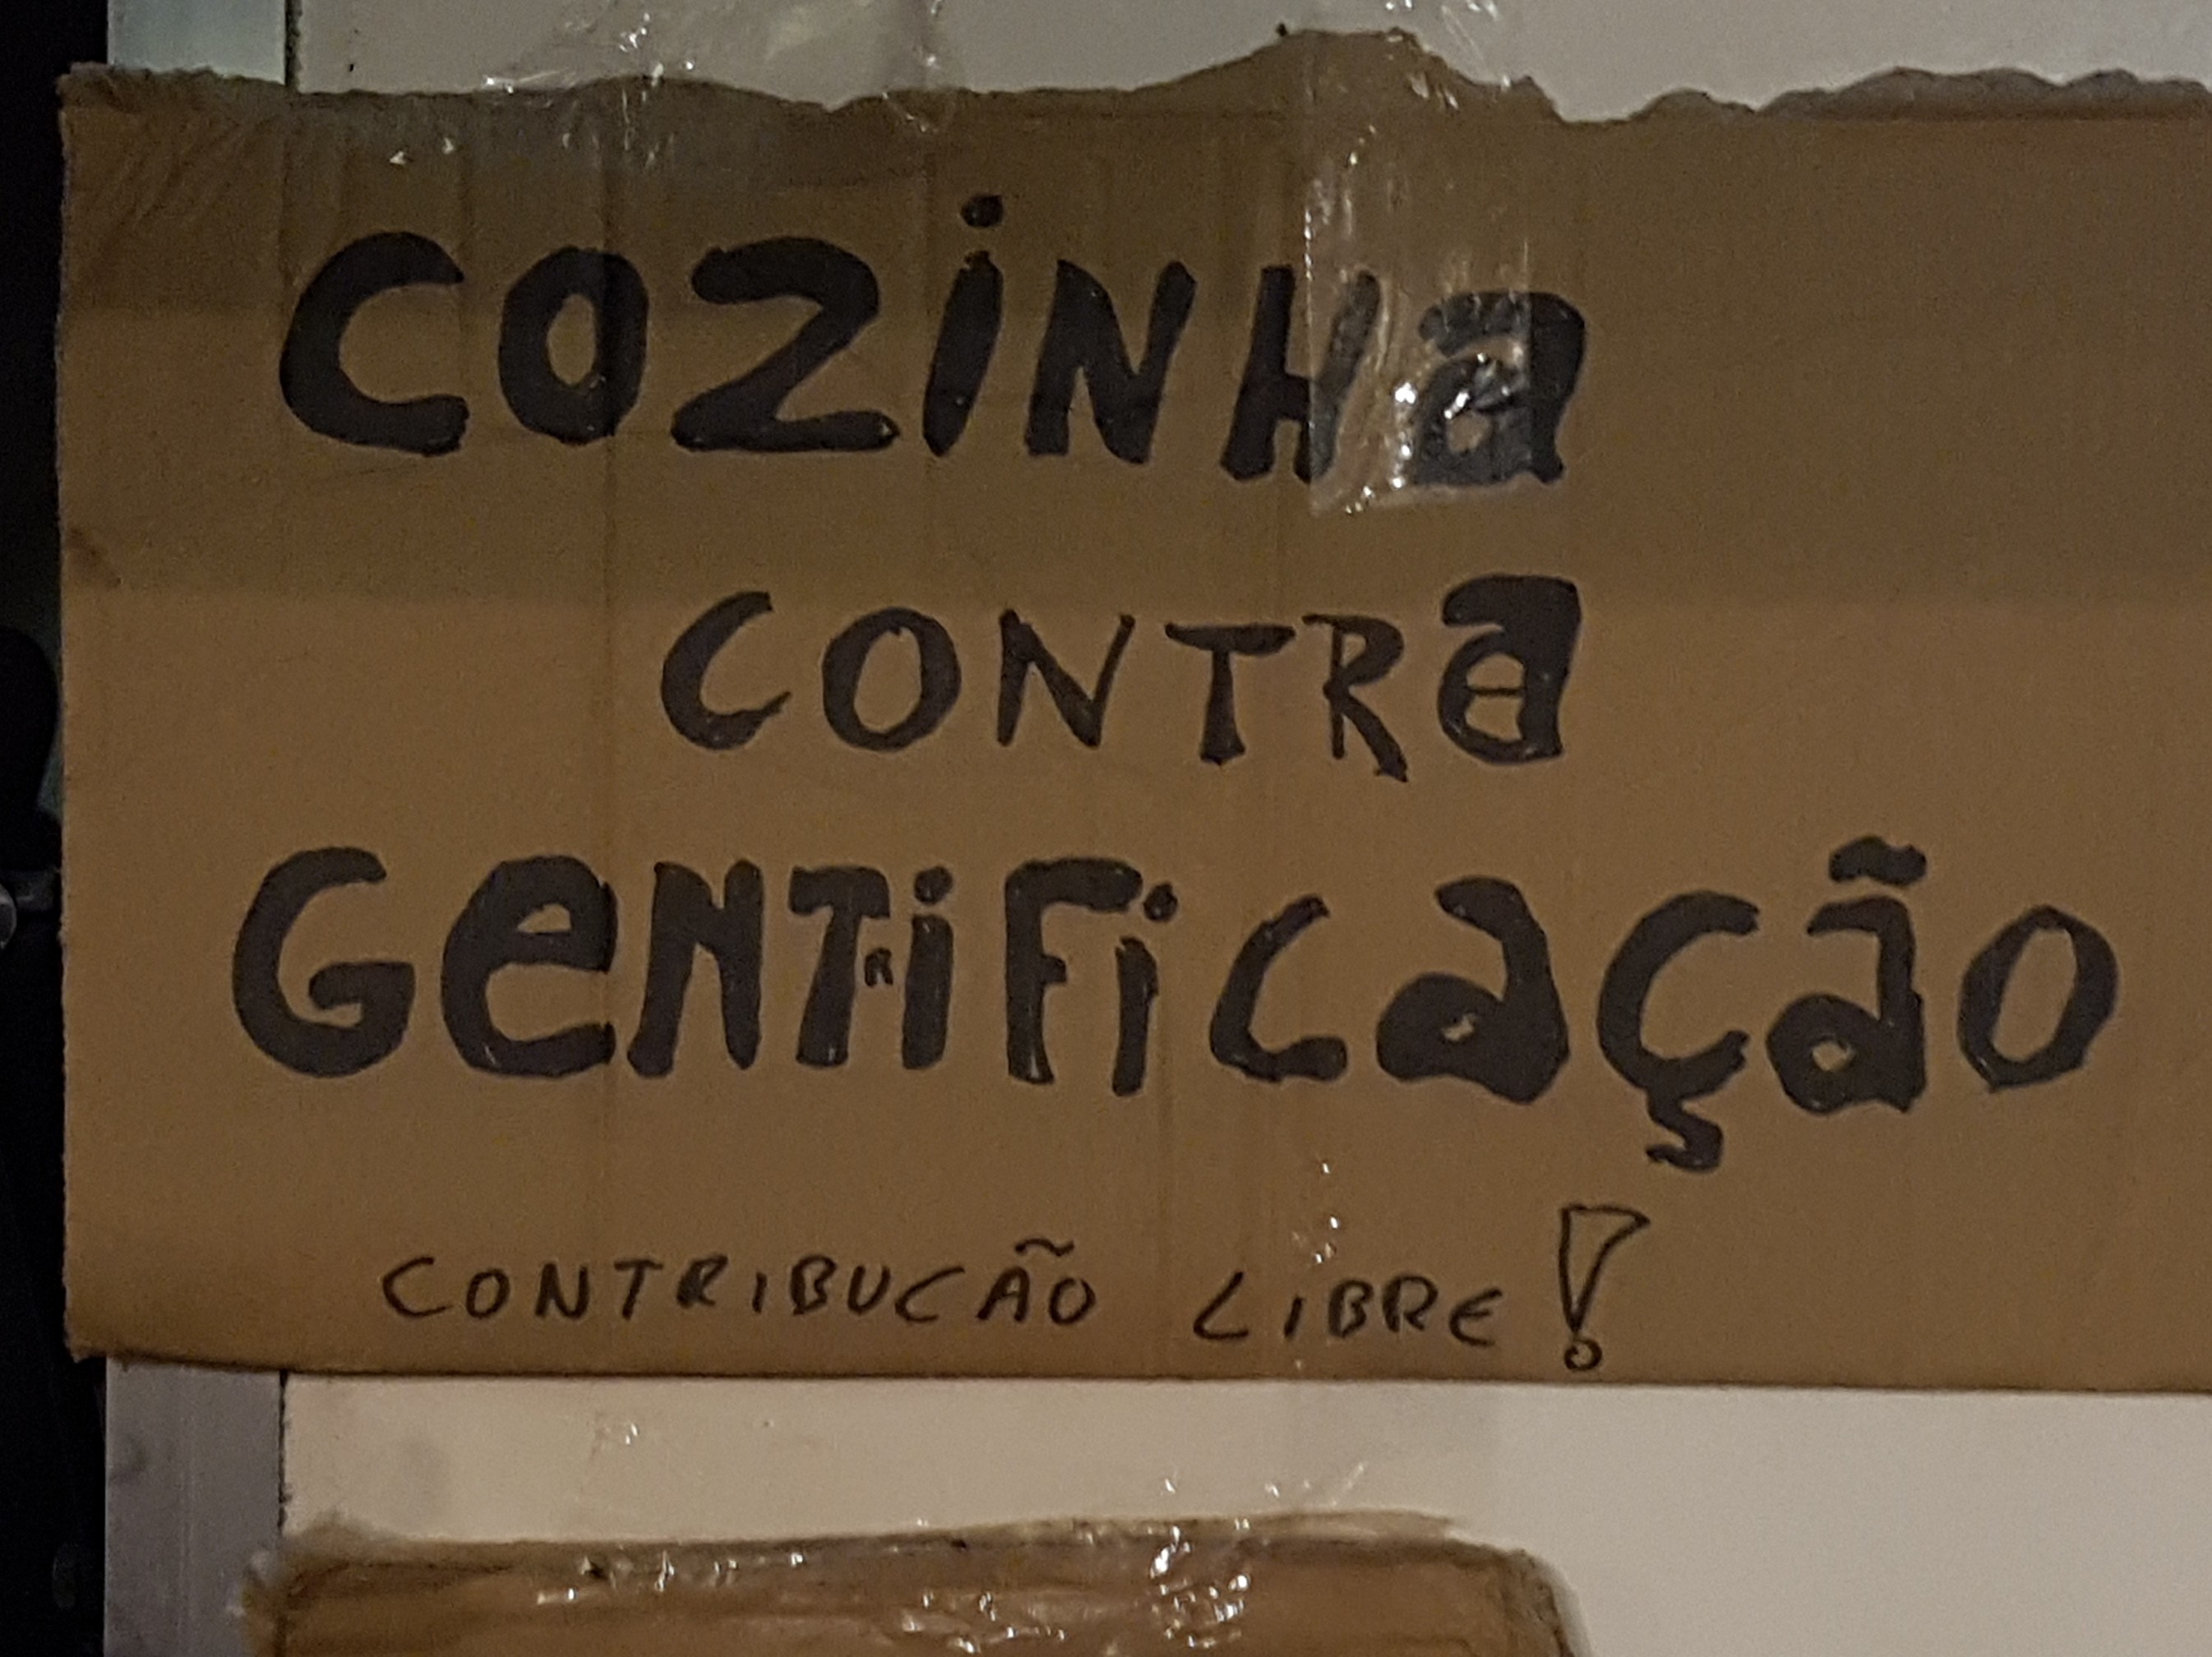 COZiNHa
CONTRa
GeNTRiFiCaÇão
CONTRIBUCÃO LIBRE!